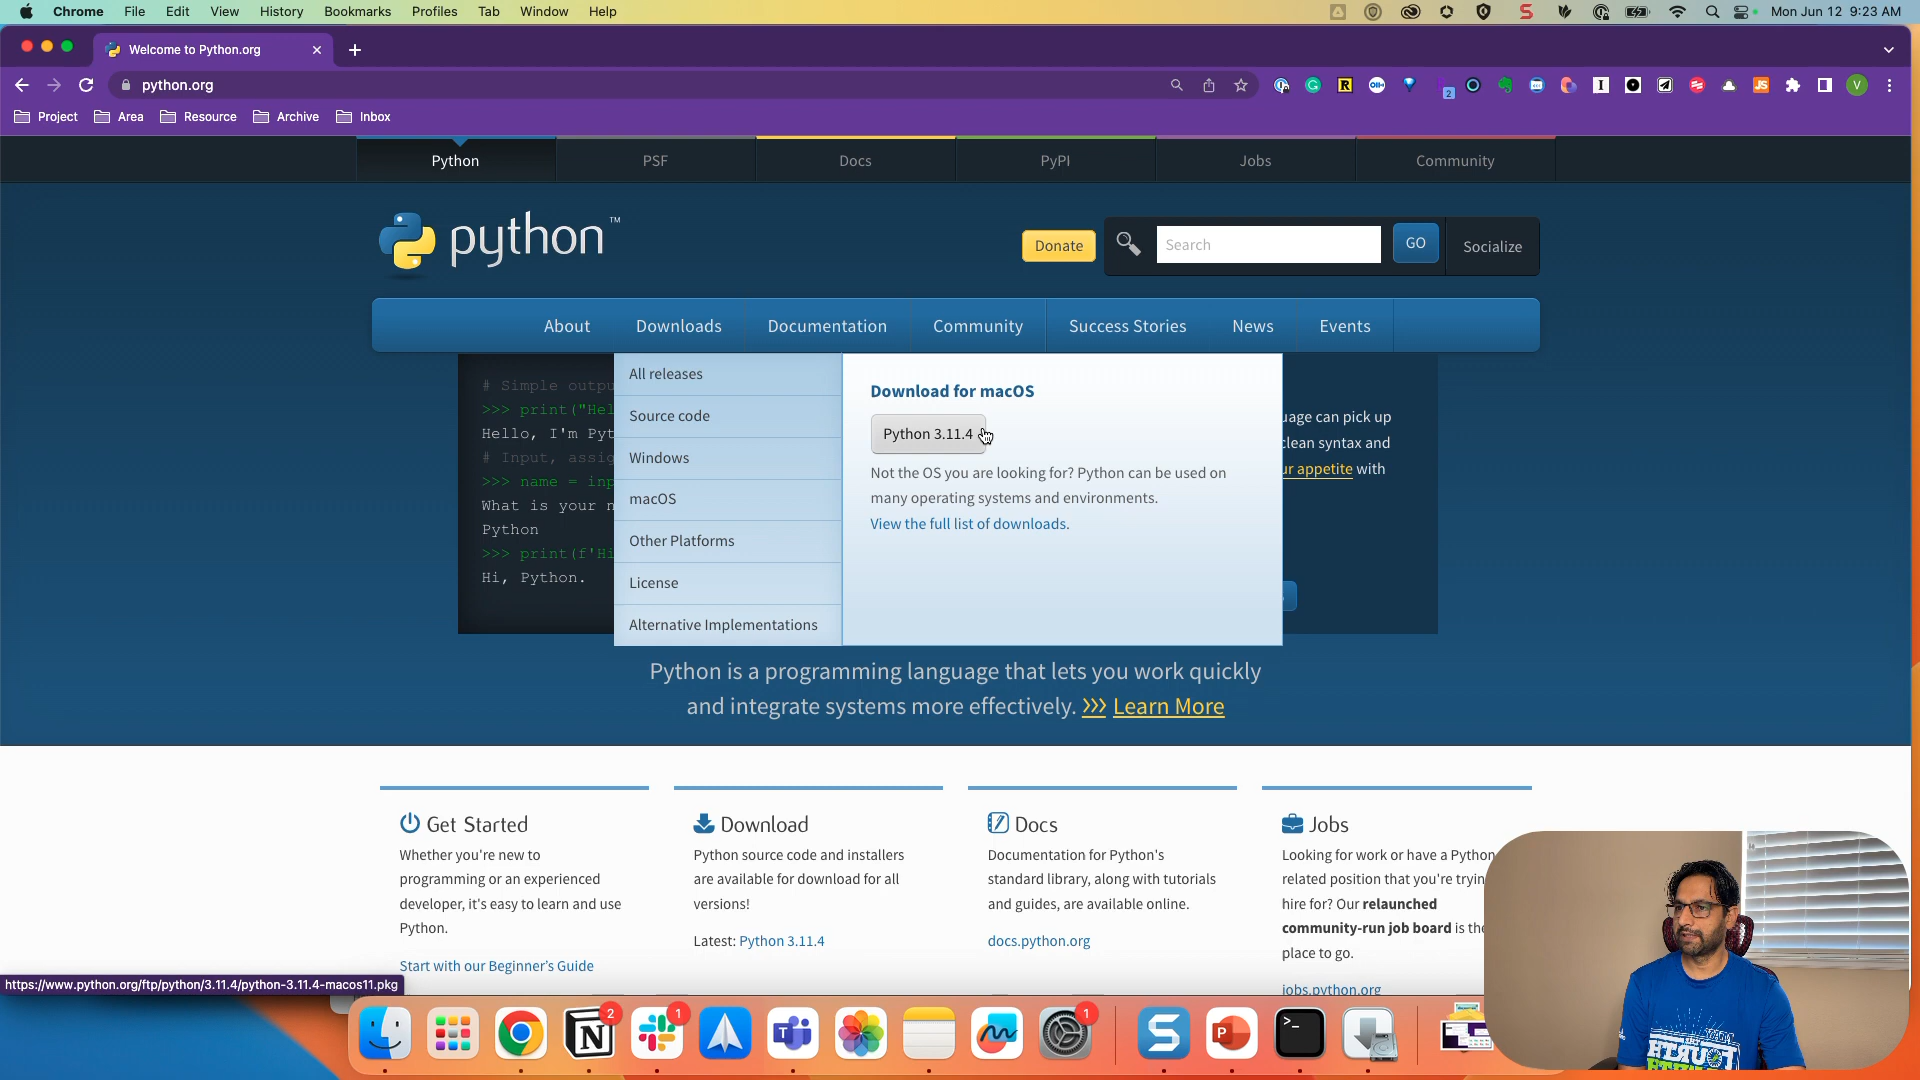 Chrome File Edit View History Bookmarks Profiles Tab Window Help
Mon Jun 12 9:23 AM
Welcome to Python.org
python.org
2
V
Project Area Resource Archive Inbox
Python PSF Docs PyPI Jobs Community
python™
Donate
Search
GO
Socialize
About Downloads Documentation Community Success Stories News Events
# Simple outpu
>>> print("Hel
Hello, I'm Pyt
# Input, assig
>>> name = inp
What is your n
Python
>>> print(f'Hi
Hi, Python.
All releases
Source code
Windows
macOS
Other Platforms
License
Alternative Implementations
Download for macOS
Python 3.11.4
Not the OS you are looking for? Python can be used on
many operating systems and environments.
View the full list of downloads.
uage can pick up
clean syntax and
ur appetite with
Python is a programming language that lets you work quickly
and integrate systems more effectively. >>> Learn More
Get Started
Whether you're new to
programming or an experienced
developer, it's easy to learn and use
Python.
Start with our Beginner's Guide
Download
Python source code and installers
are available for download for all
versions!
Latest: Python 3.11.4
Docs
Documentation for Python's
standard library, along with tutorials
and guides, are available online.
docs.python.org
Jobs
Looking for work or have a Python
related position that you're tryin
hire for? Our relaunched
community-run job board is the
place to go.
jobs.python.org
https://www.python.org/ftp/python/3.11.4/python-3.11.4-macos11.pkg
2
1
1